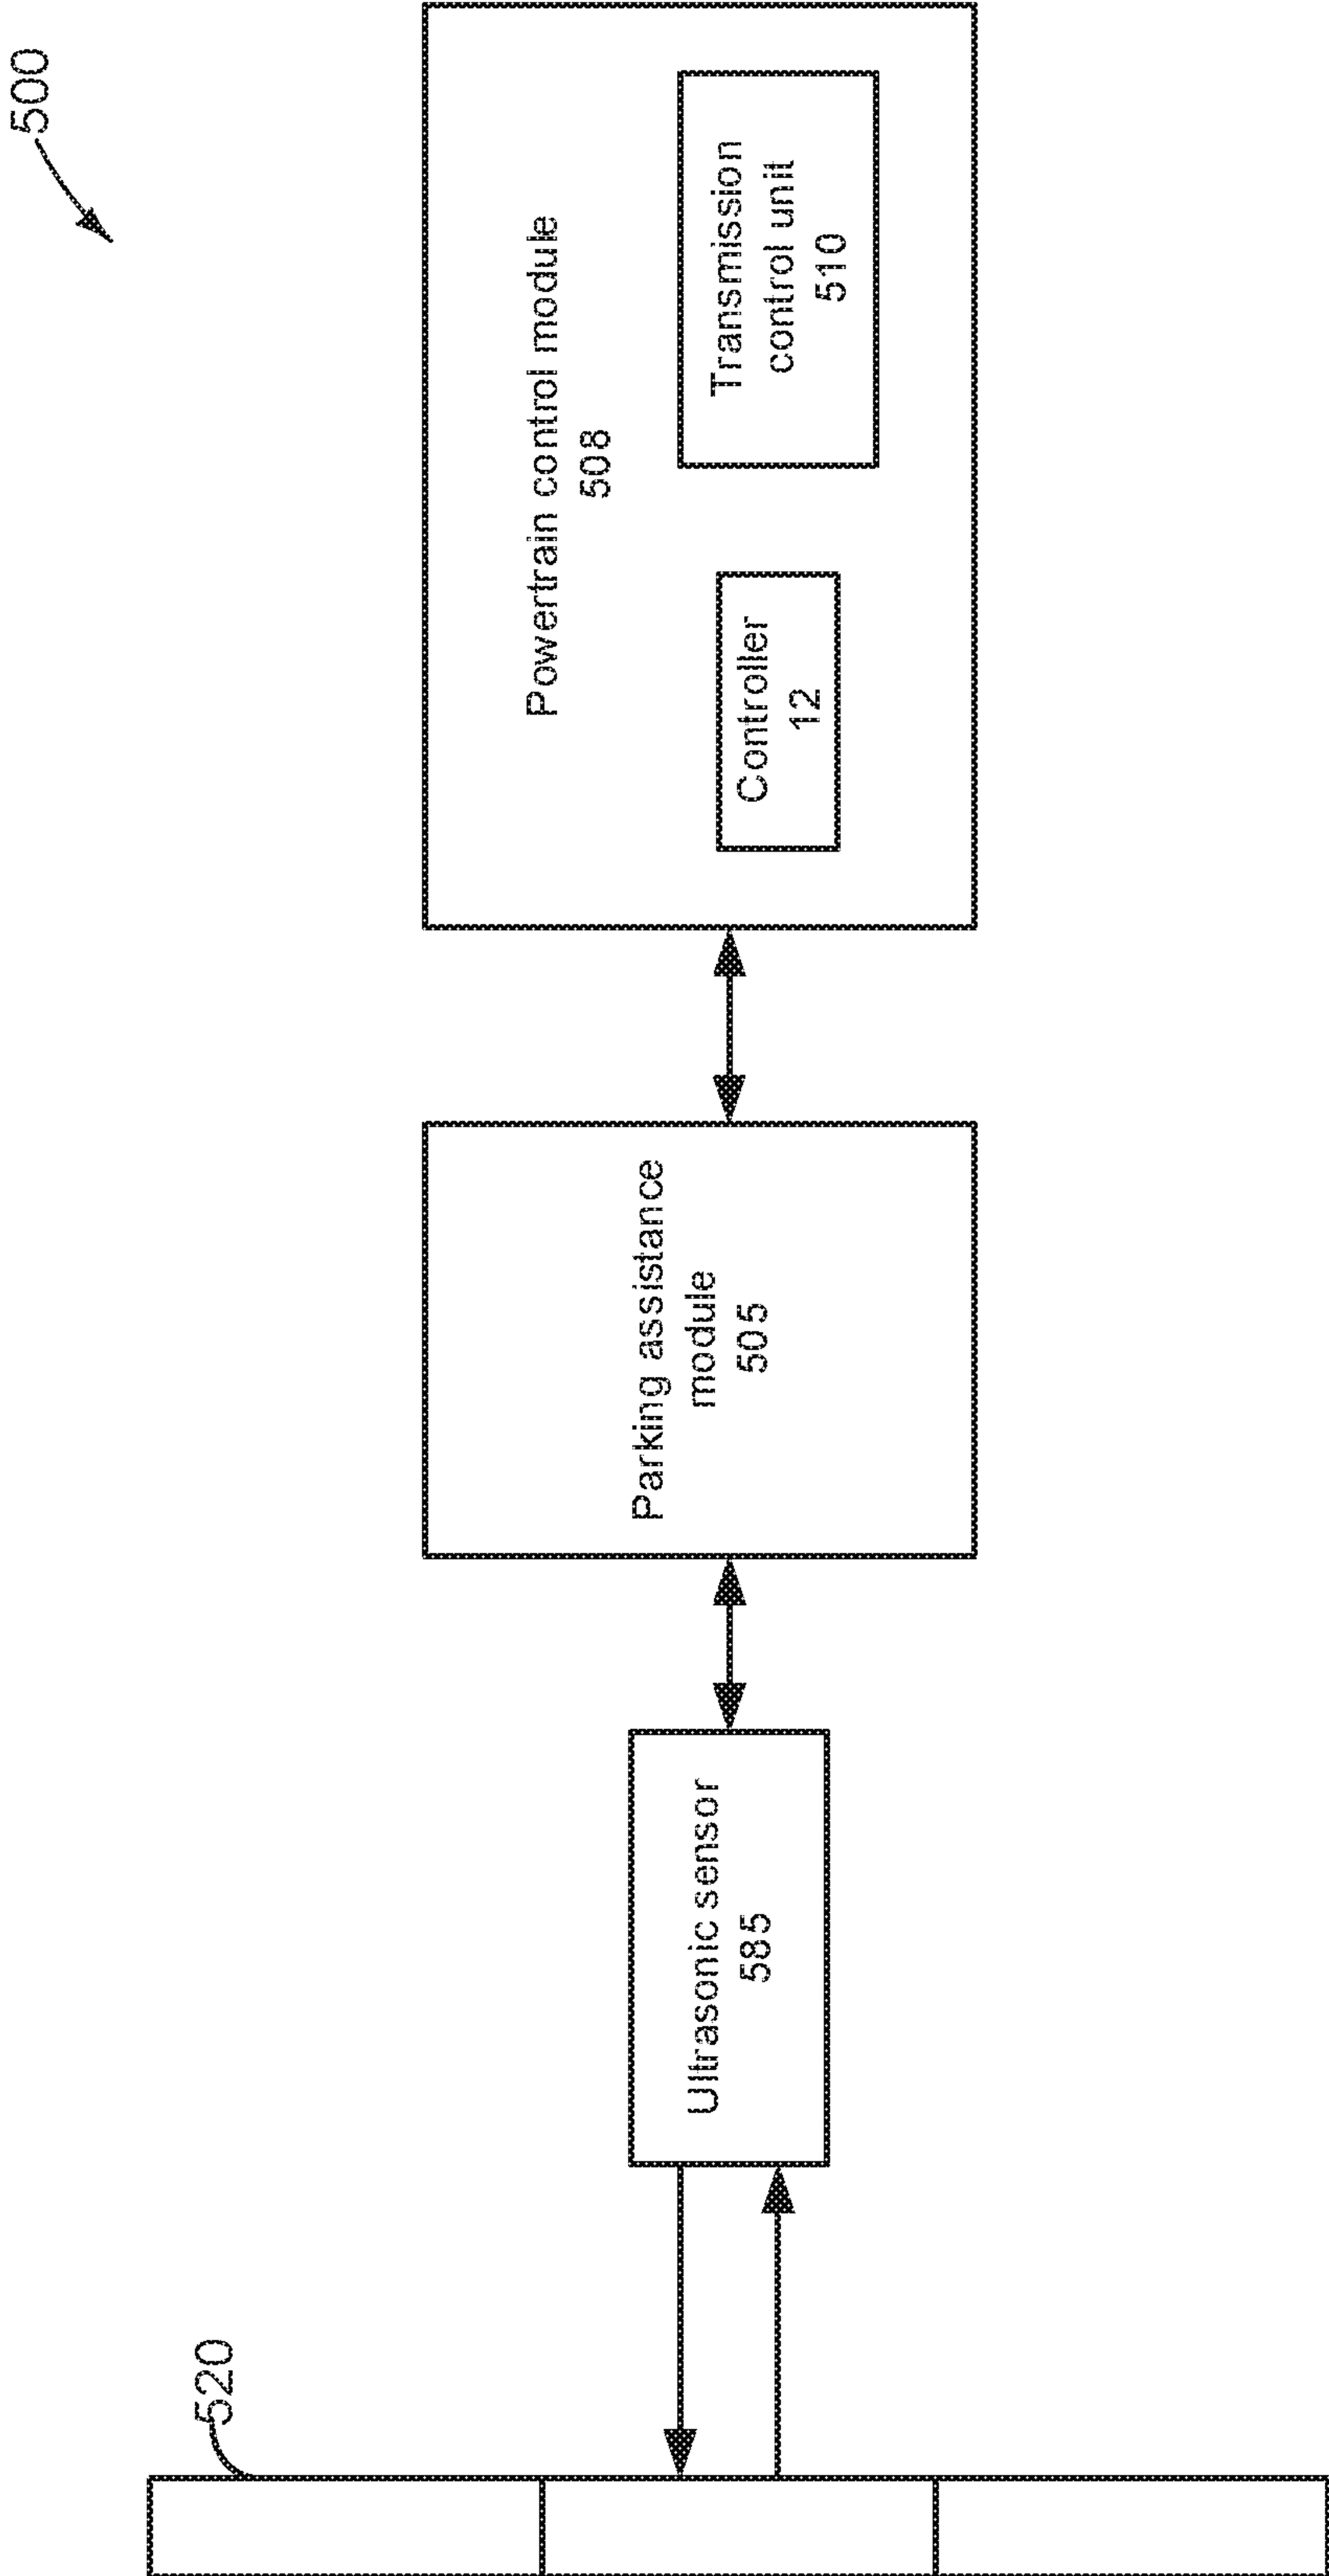 500
Powertrain control module
508
Transmission
control unit
510
Controller
12
Parking assistance
module
505
Ultrasonic sensor
585
520